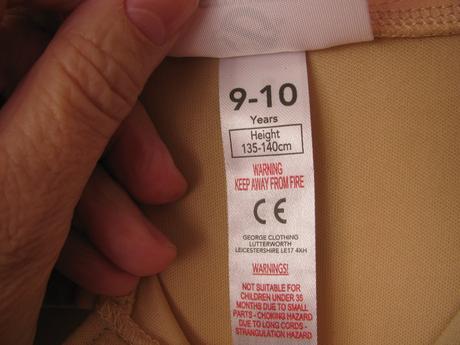 9-10
Years
Height
135-140cm
WARNING
KEEP AWAY FROM FIRE
CE
GEORGE CLOTHING
LUTTERWORTH
LEICESTERSHIRE LE17 4XH
WARNINGS!
NOT SUITABLE FOR
CHILDREN UNDER 36
MONTHS DUE TO SMALL
PARTS - CHOKING HAZARD
DUE TO LONG CORDS -
STRANGULATION HAZARD